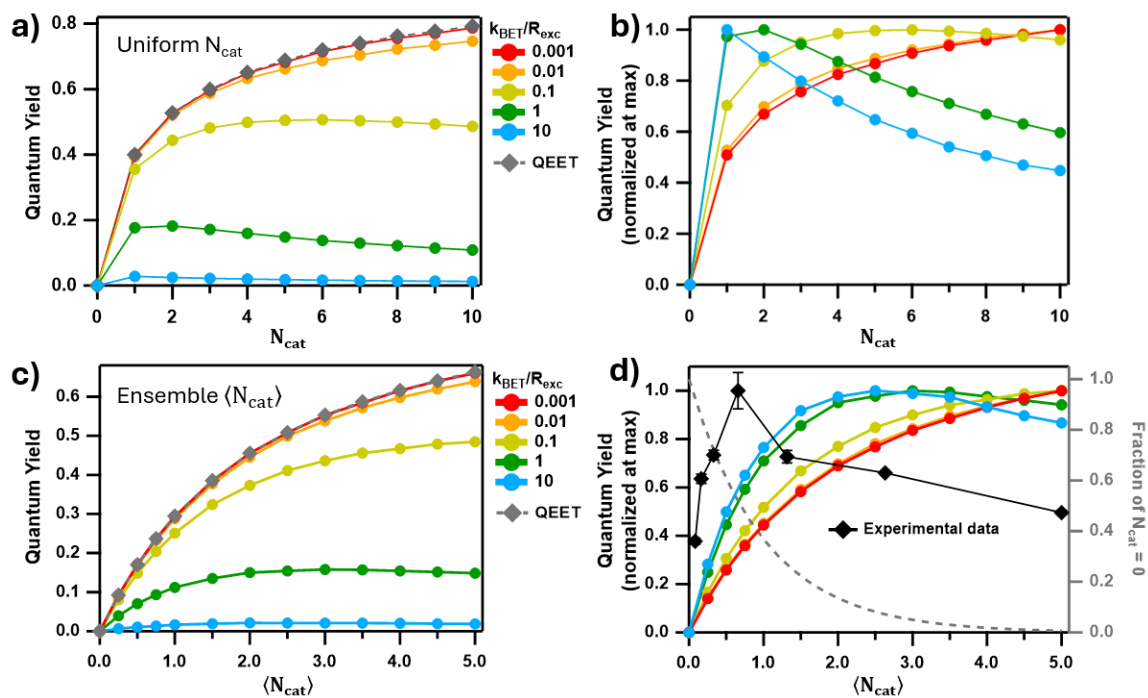 a)
Uniform N_cat
Quantum Yield
0.8
0.6
0.4
0.2
0.0
0 2 4 6 8 10
N_cat
k_BET/R_exc
0.001
0.01
0.1
1
10
QEET
b)
Quantum Yield
(normalized at max)
1.0
0.8
0.6
0.4
0.2
0.0
0 2 4 6 8 10
N_cat
c)
Ensemble ⟨N_cat⟩
Quantum Yield
0.6
0.5
0.4
0.3
0.2
0.1
0.0
0.0 1.0 2.0 3.0 4.0 5.0
⟨N_cat⟩
k_BET/R_exc
0.001
0.01
0.1
1
10
QEET
d)
Quantum Yield
(normalized at max)
1.0
0.8
0.6
0.4
0.2
0.0
Experimental data
0.0 1.0 2.0 3.0 4.0 5.0
⟨N_cat⟩
1.0
0.8
0.6
0.4
0.2
0.0
Fraction of N_cat = 0